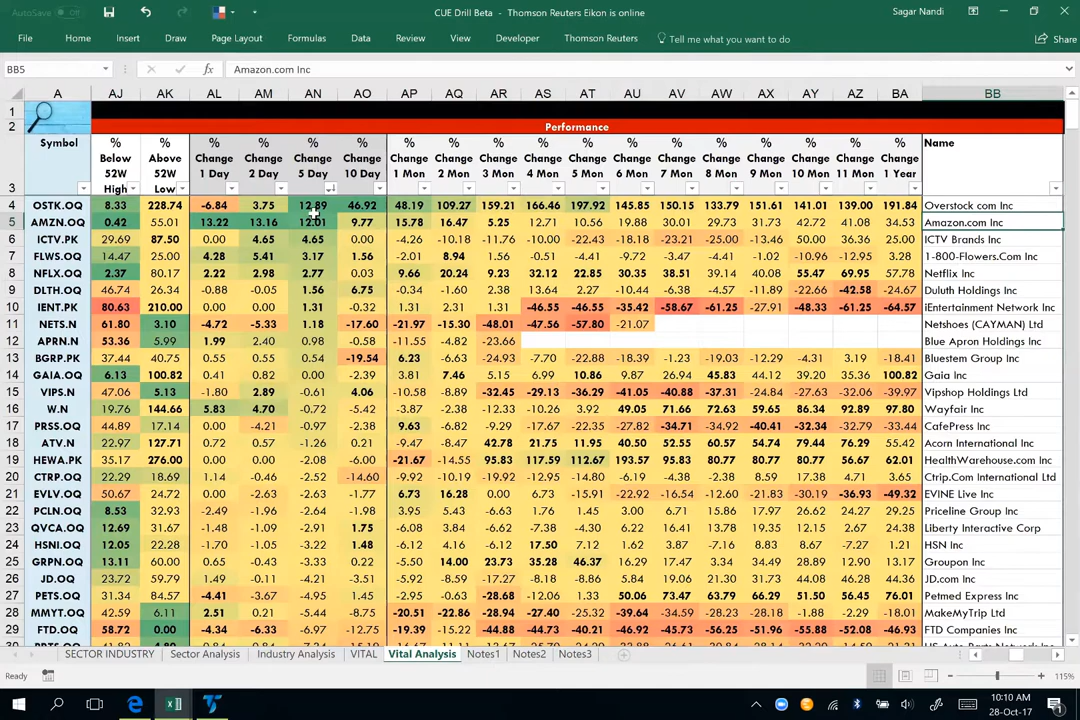 AutoSave Off
CUE Drill Beta - Thomson Reuters Eikon is online
Sagar Nandi
File Home Insert Draw Page Layout Formulas Data Review View Developer Thomson Reuters Tell me what you want to do Share
BB5 fx Amazon.com Inc
A AJ AK AL AM AN AO AP AQ AR AS AT AU AV AW AX AY AZ BA BB
1
2 Performance
Symbol % % % % % % % % % % % % % % % % % % Name
Below Above Change Change Change Change Change Change Change Change Change Change Change Change Change Change Change Change
52W 52W 1 Day 2 Day 5 Day 10 Day 1 Mon 2 Mon 3 Mon 4 Mon 5 Mon 6 Mon 7 Mon 8 Mon 9 Mon 10 Mon 11 Mon 1 Year
3 High Low
4 OSTK.OQ 8.33 228.74 -6.84 3.75 12.89 46.92 48.19 109.27 159.21 166.46 197.92 145.85 150.15 133.79 151.61 141.01 139.00 191.84 Overstock com Inc
5 AMZN.OQ 0.42 55.01 13.22 13.16 12.01 9.77 15.78 16.47 5.25 12.71 10.56 19.88 30.01 29.73 31.73 42.72 41.08 34.53 Amazon.com Inc
6 ICTV.PK 29.69 87.50 0.00 4.65 4.65 0.00 -4.26 -10.18 -11.76 -10.00 -22.43 -18.18 -23.21 -25.00 -13.46 50.00 36.36 25.00 ICTV Brands Inc
7 FLWS.OQ 14.47 25.00 4.28 5.41 3.17 1.56 -2.01 8.94 1.56 -0.51 -4.41 -9.72 -3.47 -4.41 -1.02 -10.96 -12.95 3.28 1-800-Flowers.Com Inc
8 NFLX.OQ 2.37 80.17 2.22 2.98 2.77 0.03 9.66 20.24 9.23 32.12 22.85 30.35 38.51 39.14 40.08 55.47 69.95 57.78 Netflix Inc
9 DLTH.OQ 46.74 26.34 -0.88 -0.05 1.56 6.75 -0.34 -1.60 2.38 13.64 2.27 -10.44 -6.38 -4.57 -11.89 -22.66 -42.58 -24.67 Duluth Holdings Inc
10 IENT.PK 80.63 210.00 0.00 0.00 1.31 -0.32 1.31 2.31 1.31 -46.55 -46.55 -35.42 -58.67 -61.25 -27.91 -48.33 -61.25 -64.57 iEntertainment Network Inc
11 NETS.N 61.80 3.10 -4.72 -5.33 1.18 -17.60 -21.97 -15.30 -48.01 -47.56 -57.80 -21.07 Netshoes (CAYMAN) Ltd
12 APRN.N 53.36 5.99 1.99 2.40 0.98 -0.58 -11.55 -4.82 -23.66 Blue Apron Holdings Inc
13 BGRP.PK 37.44 40.75 0.55 0.55 0.54 -19.54 6.23 -6.63 -24.93 -7.70 -22.88 -18.39 -1.23 -19.03 -12.29 -4.31 3.19 -18.41 Bluestem Group Inc
14 GAIA.OQ 6.13 100.82 0.41 0.82 0.00 -2.39 3.81 7.46 5.15 6.99 10.86 9.87 26.94 45.83 44.12 39.20 35.96 100.82 Gaia Inc
15 VIPS.N 47.06 5.13 -1.80 2.89 -0.61 4.06 -10.58 -8.89 -32.45 -29.13 -36.29 -41.05 -40.88 -37.31 -24.84 -27.63 -32.06 -39.97 Vipshop Holdings Ltd
16 W.N 19.76 144.66 5.83 4.70 -0.72 -5.42 -3.87 -2.38 -12.33 -10.26 3.92 49.05 71.66 72.63 59.65 86.34 92.89 97.80 Wayfair Inc
17 PRSS.OQ 44.89 17.14 0.00 -4.21 -0.97 -2.38 9.63 -6.82 -9.29 -17.67 -22.35 -27.82 -34.71 -34.92 -40.41 -32.34 -32.79 -33.44 CafePress Inc
18 ATV.N 22.97 127.71 0.72 0.57 -1.26 0.21 -9.47 -8.47 42.78 21.75 11.95 40.50 52.55 60.57 54.74 79.44 76.29 55.42 Acorn International Inc
19 HEWA.PK 35.17 276.00 0.00 0.00 -2.08 -6.00 -21.67 -14.55 95.83 117.59 112.67 193.57 95.83 80.77 80.77 80.77 56.67 62.01 HealthWarehouse.com Inc
20 CTRP.OQ 22.29 18.69 1.14 -0.46 -2.52 -14.60 -9.92 -10.19 -19.92 -12.95 -14.80 -6.19 -4.38 -2.38 8.59 14.27 4.71 3.65 Ctrip.Com International Ltd
21 EVLV.OQ 50.67 24.72 0.00 -2.63 -2.63 -1.77 6.73 16.28 0.00 6.73 -15.91 -22.92 -16.54 -12.60 -21.83 -30.19 -36.93 -49.32 EVINE Live Inc
22 PCLN.OQ 8.53 32.93 -2.49 -1.96 -2.64 -1.98 3.95 5.43 -6.63 1.76 1.45 3.00 6.71 15.86 17.97 26.62 24.27 29.25 Priceline Group Inc
23 QVCA.OQ 12.69 31.67 -1.48 -1.09 -2.91 1.75 -6.08 3.84 -6.62 -7.38 -4.30 6.22 16.41 13.78 19.35 12.15 2.67 24.38 Liberty Interactive Corp
24 HSNI.OQ 12.05 22.28 -1.70 -1.05 -3.22 1.48 -6.12 4.16 -6.12 17.50 7.12 1.62 3.87 -7.16 8.83 8.77 -7.27 1.21 HSN Inc
25 GRPN.OQ 13.11 60.00 0.65 -0.43 -3.33 0.22 -5.50 14.00 23.73 35.28 46.37 16.29 17.47 3.34 34.49 28.89 12.90 13.17 Groupon Inc
26 JD.OQ 23.72 59.79 1.49 -0.11 -4.21 -3.51 -5.92 -8.59 -17.27 -8.18 -8.86 5.84 19.06 21.30 31.73 44.08 46.28 44.36 JD.com Inc
27 PETS.OQ 31.34 84.57 -4.41 -3.67 -4.95 1.45 -2.95 -0.63 -28.68 -12.06 1.33 50.06 73.47 63.79 66.29 51.50 56.45 76.01 Petmed Express Inc
28 MMYT.OQ 42.59 6.11 2.51 0.21 -5.44 -8.75 -20.51 -22.86 -28.94 -27.40 -25.32 -39.64 -34.59 -28.23 -28.18 -1.88 -2.29 -18.01 MakeMyTrip Ltd
29 FTD.OQ 58.72 0.00 -4.34 -6.33 -6.97 -12.75 -19.39 -15.22 -44.88 -44.73 -40.21 -46.92 -45.73 -56.25 -51.96 -55.88 -52.08 -46.93 FTD Companies Inc
SECTOR INDUSTRY Sector Analysis Industry Analysis VITAL Vital Analysis Notes1 Notes2 Notes3
Ready 115%
10:10 AM
28-Oct-17